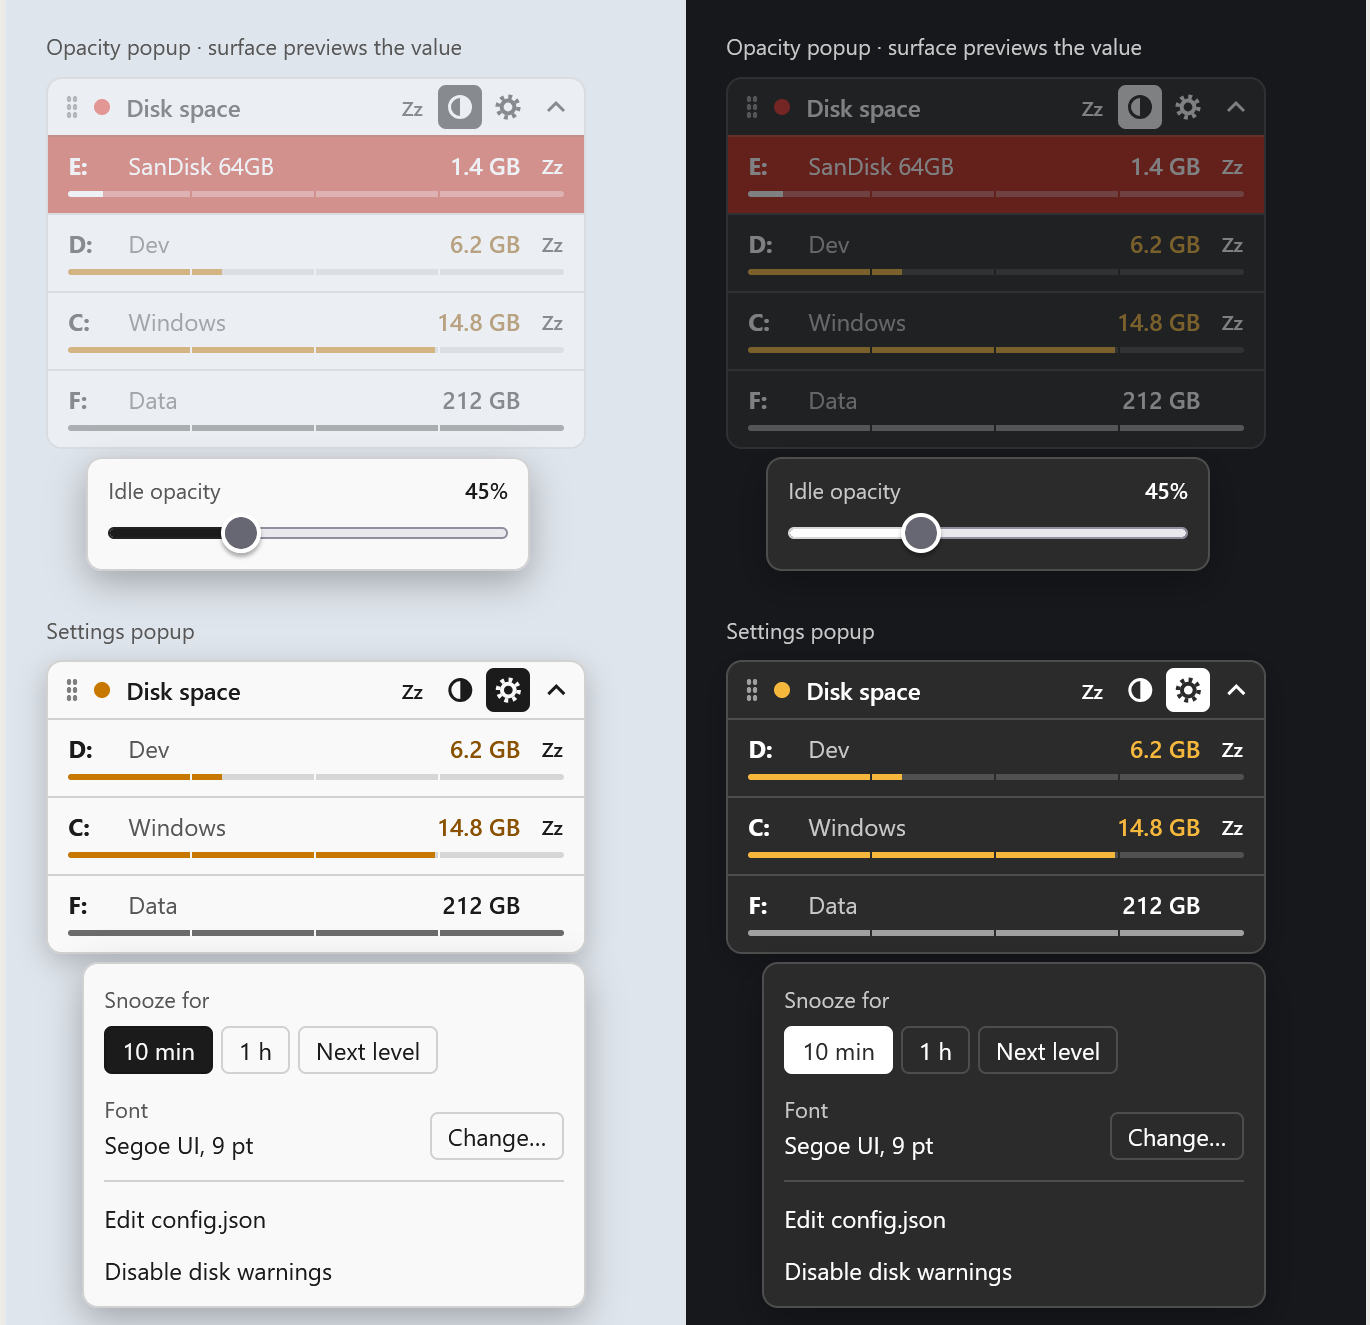 Opacity popup · surface previews the value
Disk space Zz
E: SanDisk 64GB 1.4 GB Zz
D: Dev 6.2 GB Zz
C: Windows 14.8 GB Zz
F: Data 212 GB
Idle opacity 45%
Settings popup
Disk space Zz
D: Dev 6.2 GB Zz
C: Windows 14.8 GB Zz
F: Data 212 GB
Snooze for
10 min 1 h Next level
Font
Segoe UI, 9 pt Change...
Edit config.json
Disable disk warnings
Opacity popup · surface previews the value
Disk space Zz
E: SanDisk 64GB 1.4 GB Zz
D: Dev 6.2 GB Zz
C: Windows 14.8 GB Zz
F: Data 212 GB
Idle opacity 45%
Settings popup
Disk space Zz
D: Dev 6.2 GB Zz
C: Windows 14.8 GB Zz
F: Data 212 GB
Snooze for
10 min 1 h Next level
Font
Segoe UI, 9 pt Change...
Edit config.json
Disable disk warnings